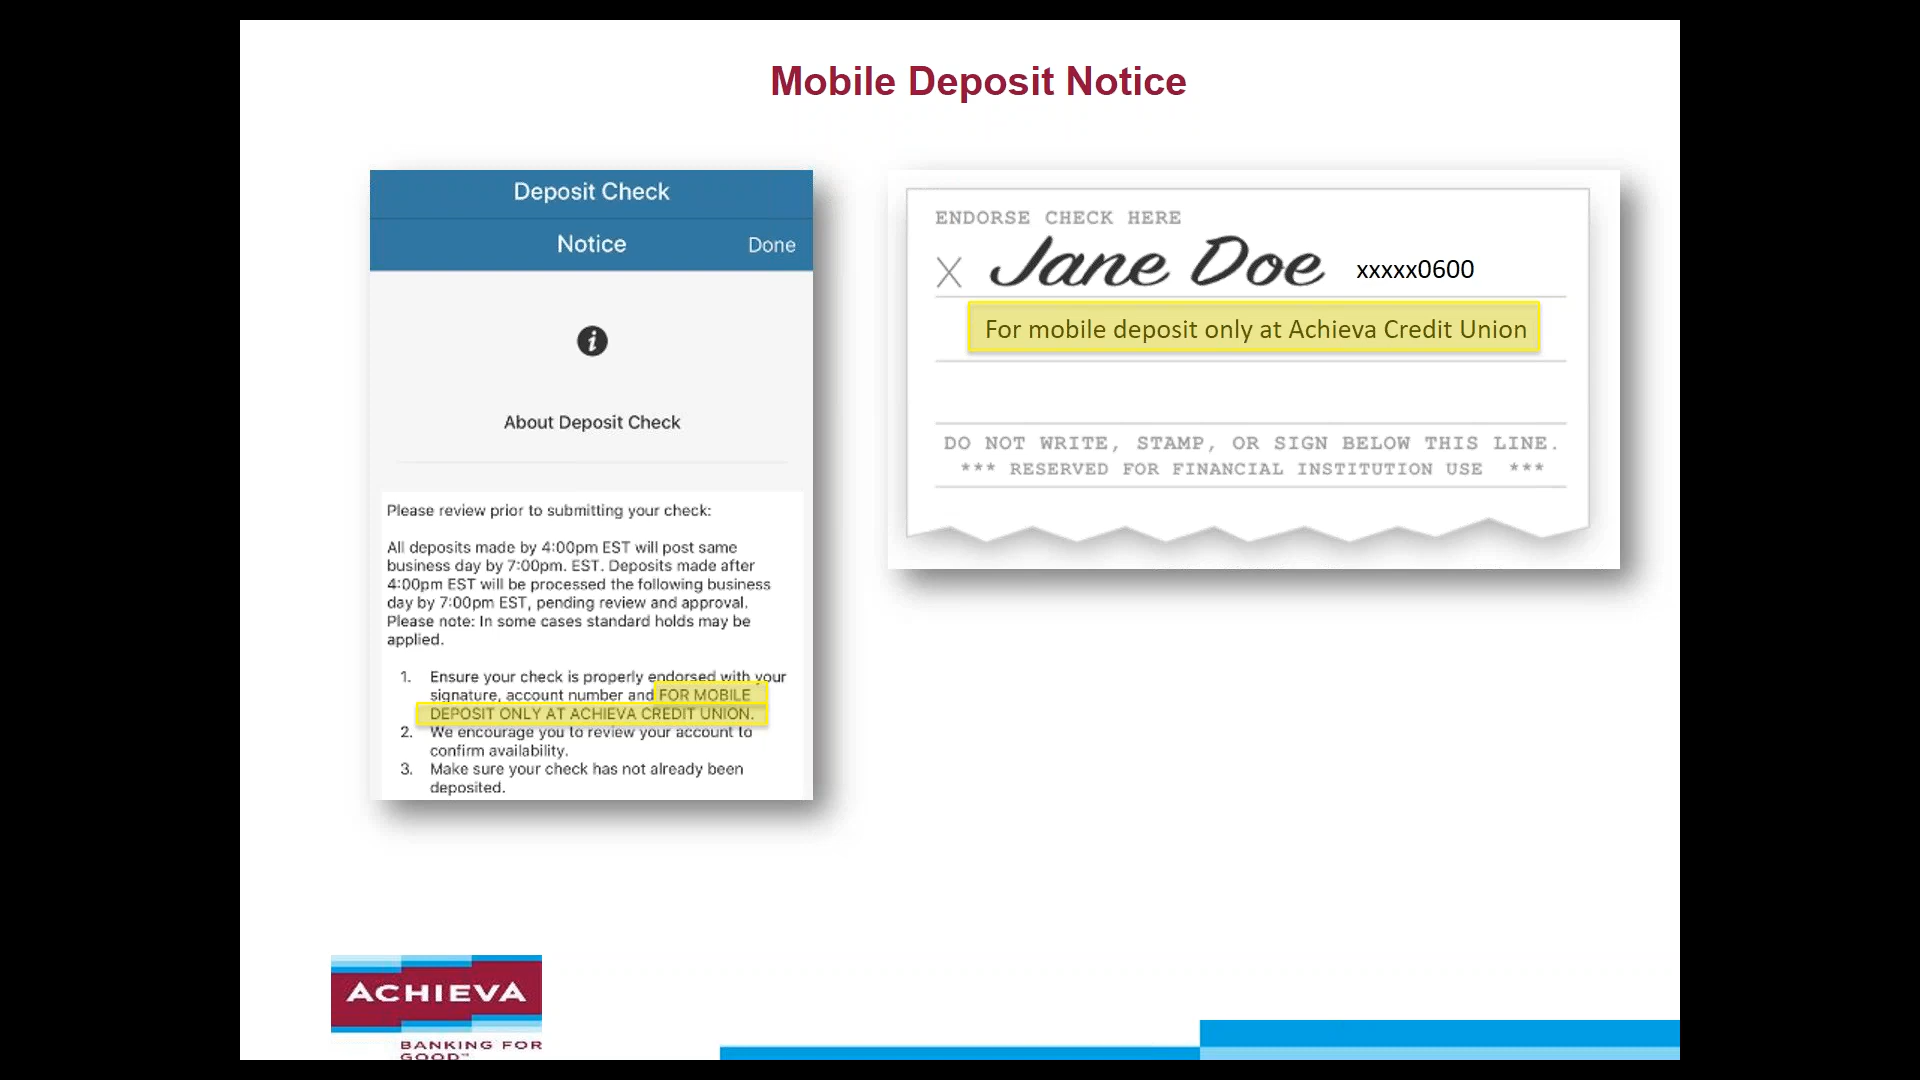 Mobile Deposit Notice
Deposit Check
Notice
Done
About Deposit Check
Please review prior to submitting your check:
All deposits made by 4:00pm EST will post same
business day by 7:00pm. EST. Deposits made after
4:00pm EST will be processed the following business
day by 7:00pm EST, pending review and approval.
Please note: In some cases standard holds may be
applied.
1. Ensure your check is properly endorsed with your
signature, account number and FOR MOBILE
DEPOSIT ONLY AT ACHIEVA CREDIT UNION.
2. We encourage you to review your account to
confirm availability.
3. Make sure your check has not already been
deposited.
ENDORSE CHECK HERE
X Jane Doe xxxxx0600
For mobile deposit only at Achieva Credit Union
DO NOT WRITE, STAMP, OR SIGN BELOW THIS LINE.
*** RESERVED FOR FINANCIAL INSTITUTION USE ***
ACHIEVA
BANKING FOR
GOOD℠